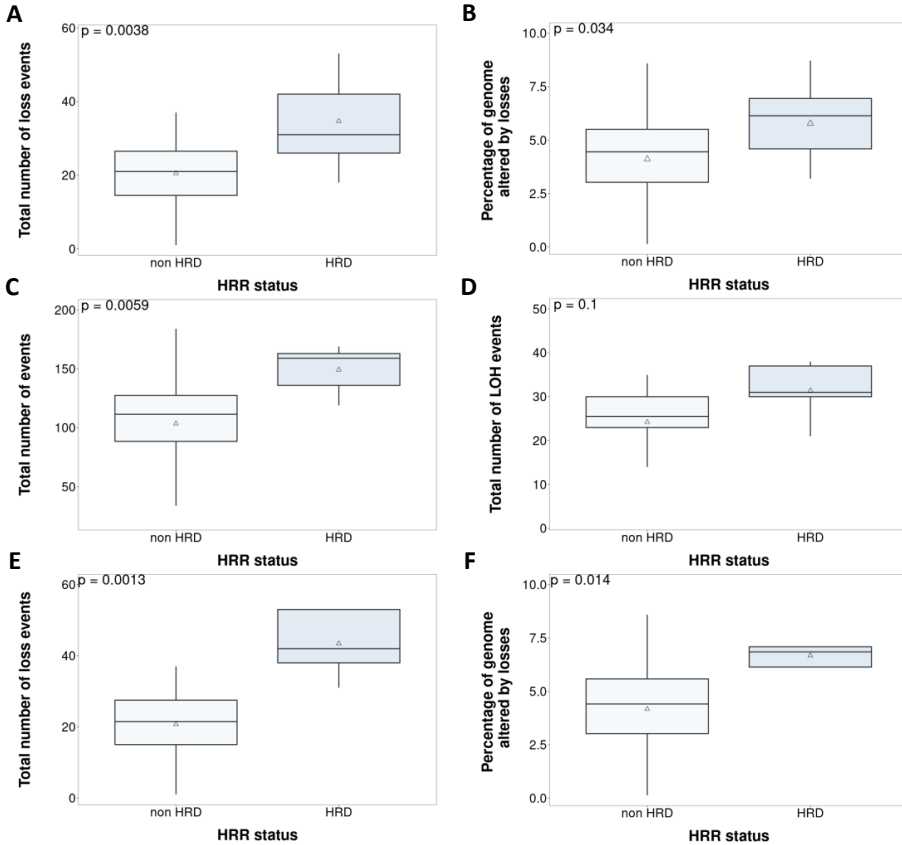 A
p = 0.0038
Total number of loss events
60
40
20
0
non HRD
HRD
HRR status
B
p = 0.034
Percentage of genome
altered by losses
10.0
7.5
5.0
2.5
0.0
non HRD
HRD
HRR status
C
p = 0.0059
Total number of events
200
150
100
50
non HRD
HRD
HRR status
D
p = 0.1
Total number of LOH events
50
40
30
20
10
0
non HRD
HRD
HRR status
E
p = 0.0013
Total number of loss events
60
40
20
0
non HRD
HRD
HRR status
F
p = 0.014
Percentage of genome
altered by losses
10.0
7.5
5.0
2.5
0.0
non HRD
HRD
HRR status